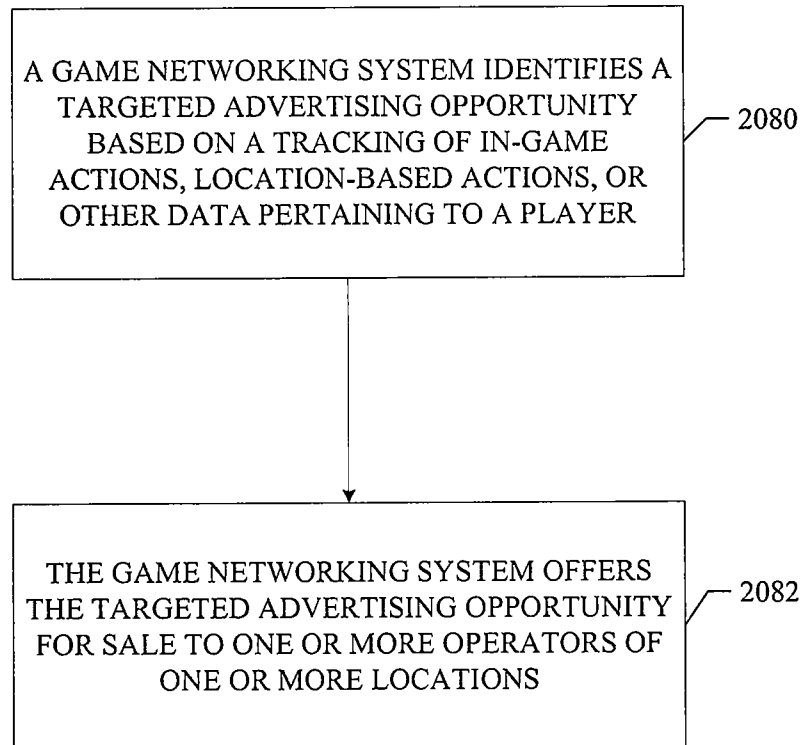 A GAME NETWORKING SYSTEM IDENTIFIES A
TARGETED ADVERTISING OPPORTUNITY
BASED ON A TRACKING OF IN-GAME
ACTIONS, LOCATION-BASED ACTIONS, OR
OTHER DATA PERTAINING TO A PLAYER
2080
THE GAME NETWORKING SYSTEM OFFERS
THE TARGETED ADVERTISING OPPORTUNITY
FOR SALE TO ONE OR MORE OPERATORS OF
ONE OR MORE LOCATIONS
2082